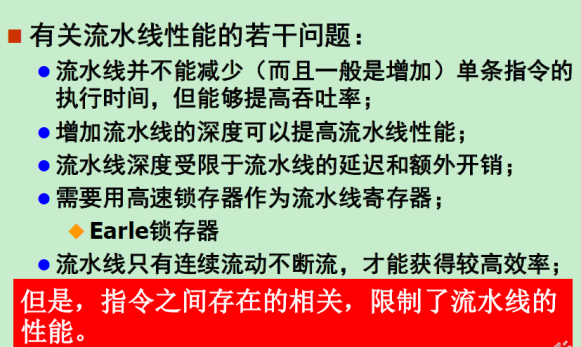 有关流水线性能的若干问题：
流水线并不能减少（而且一般是增加）单条指令的
执行时间，但能够提高吞吐率；
增加流水线的深度可以提高流水线性能；
流水线深度受限于流水线的延迟和额外开销；
需要用高速锁存器作为流水线寄存器；
Earle锁存器
流水线只有连续流动不断流，才能获得较高效率；
但是，指令之间存在的相关，限制了流水线的
性能。